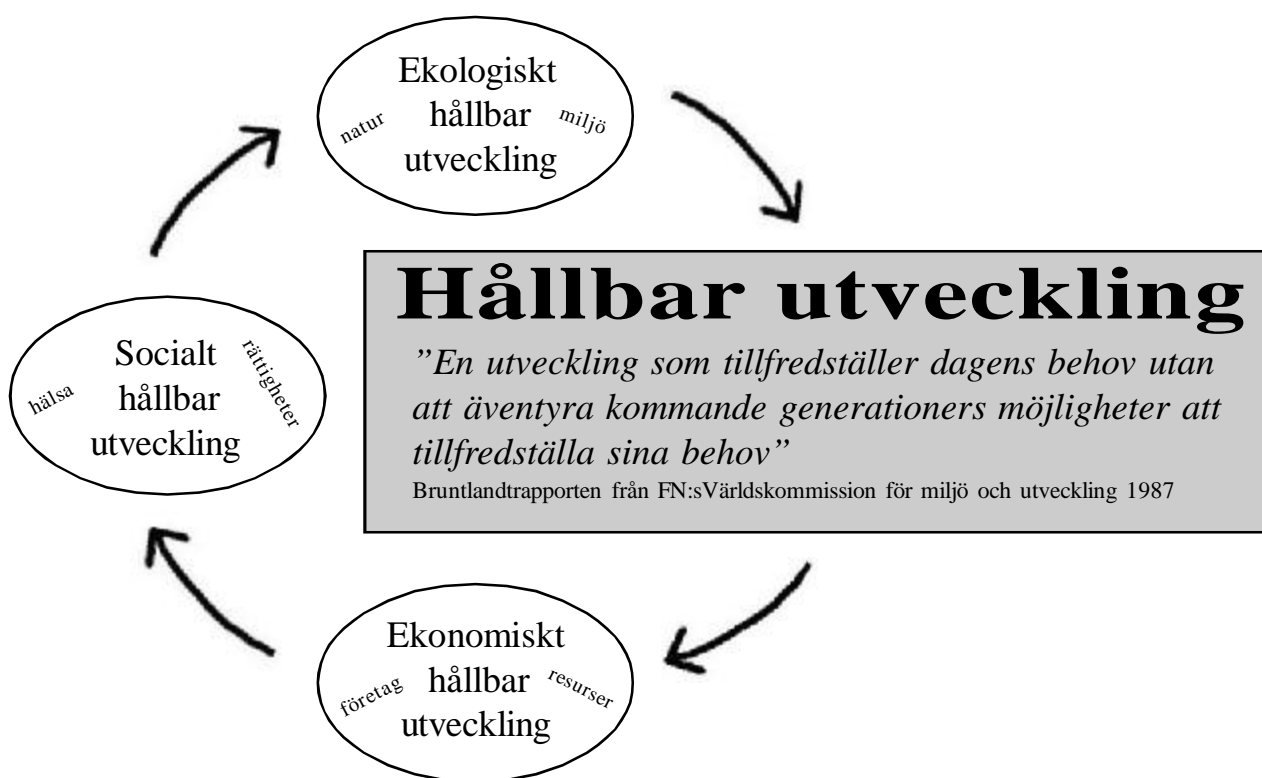 Ekologiskt
hållbar
utveckling
natur
miljö
Hållbar utveckling
”En utveckling som tillfredställer dagens behov utan
att äventyra kommande generationers möjligheter att
tillfredställa sina behov”
Bruntlandtrapporten från FN:sVärldskommission för miljö och utveckling 1987
Socialt
hållbar
utveckling
hälsa
rättigheter
Ekonomiskt
hållbar
utveckling
företag
resurser